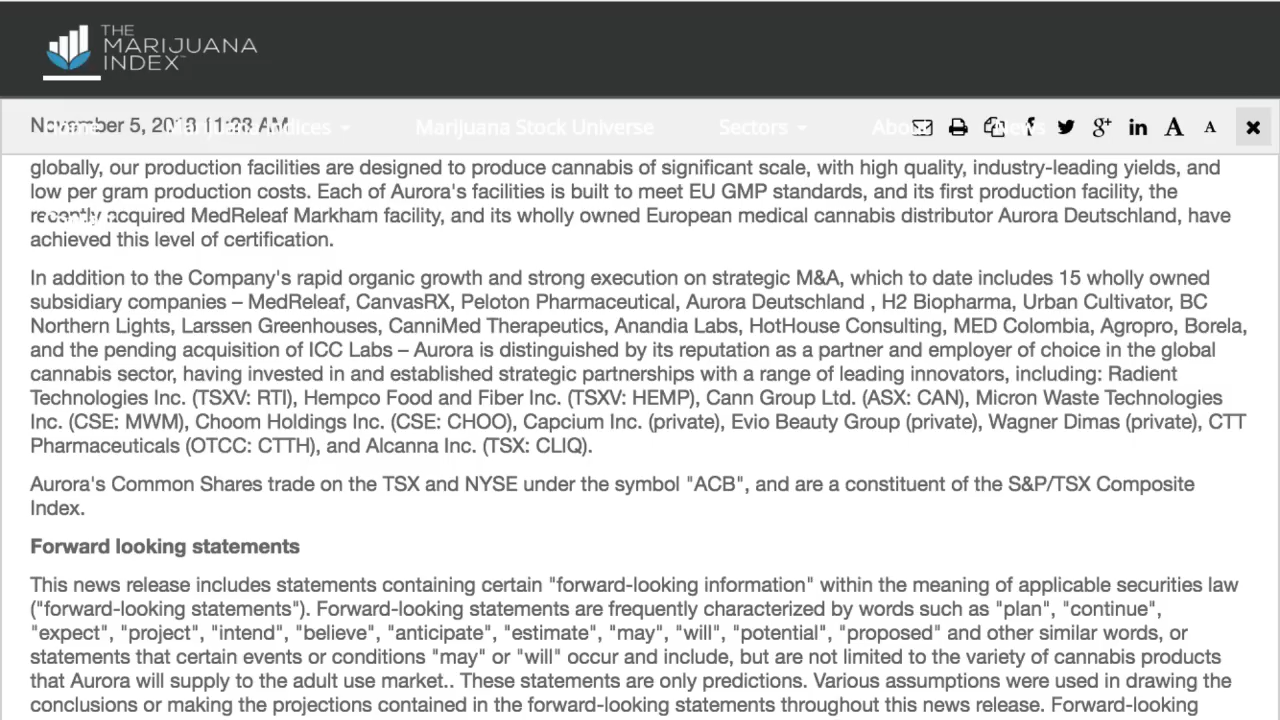 THE
MARIJUANA
INDEX™
November 5, 2018 11:23 AM
Home
Marijuana Indices
Marijuana Stock Universe
Sectors
About
News
f
g+
in
A
A
globally, our production facilities are designed to produce cannabis of significant scale, with high quality, industry-leading yields, and
low per gram production costs. Each of Aurora's facilities is built to meet EU GMP standards, and its first production facility, the
recently acquired MedReleaf Markham facility, and its wholly owned European medical cannabis distributor Aurora Deutschland, have
achieved this level of certification.
In addition to the Company's rapid organic growth and strong execution on strategic M&A, which to date includes 15 wholly owned
subsidiary companies – MedReleaf, CanvasRX, Peloton Pharmaceutical, Aurora Deutschland , H2 Biopharma, Urban Cultivator, BC
Northern Lights, Larssen Greenhouses, CanniMed Therapeutics, Anandia Labs, HotHouse Consulting, MED Colombia, Agropro, Borela,
and the pending acquisition of ICC Labs – Aurora is distinguished by its reputation as a partner and employer of choice in the global
cannabis sector, having invested in and established strategic partnerships with a range of leading innovators, including: Radient
Technologies Inc. (TSXV: RTI), Hempco Food and Fiber Inc. (TSXV: HEMP), Cann Group Ltd. (ASX: CAN), Micron Waste Technologies
Inc. (CSE: MWM), Choom Holdings Inc. (CSE: CHOO), Capcium Inc. (private), Evio Beauty Group (private), Wagner Dimas (private), CTT
Pharmaceuticals (OTCC: CTTH), and Alcanna Inc. (TSX: CLIQ).
Aurora's Common Shares trade on the TSX and NYSE under the symbol "ACB", and are a constituent of the S&P/TSX Composite
Index.
Forward looking statements
This news release includes statements containing certain "forward-looking information" within the meaning of applicable securities law
("forward-looking statements"). Forward-looking statements are frequently characterized by words such as "plan", "continue",
"expect", "project", "intend", "believe", "anticipate", "estimate", "may", "will", "potential", "proposed" and other similar words, or
statements that certain events or conditions "may" or "will" occur and include, but are not limited to the variety of cannabis products
that Aurora will supply to the adult use market.. These statements are only predictions. Various assumptions were used in drawing the
conclusions or making the projections contained in the forward-looking statements throughout this news release. Forward-looking